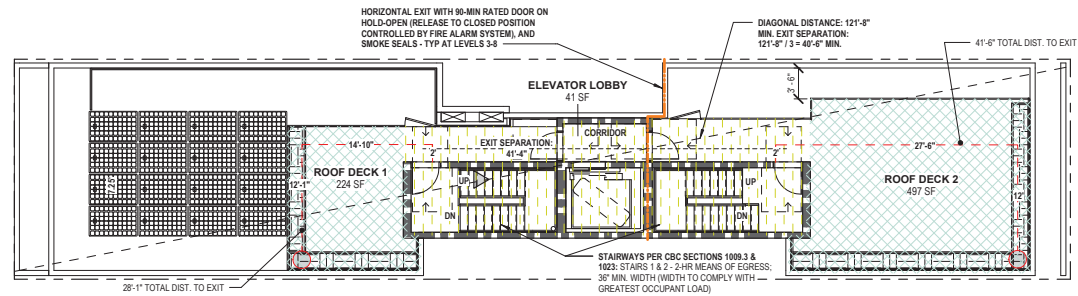 HORIZONTAL EXIT WITH 90-MIN RATED DOOR ON
HOLD-OPEN (RELEASE TO CLOSED POSITION
CONTROLLED BY FIRE ALARM SYSTEM), AND
SMOKE SEALS - TYP AT LEVELS 3-8
DIAGONAL DISTANCE: 121'-8"
MIN. EXIT SEPARATION:
121'-8" / 3 = 40'-6" MIN.
41'-6" TOTAL DIST. TO EXIT
ELEVATOR LOBBY
41 SF
3' - 6"
CORRIDOR
EXIT SEPARATION:
41'-4"
14'-10"
2'
2'
27'-6"
ROOF DECK 1
224 SF
12'-1"
725
UP
DN
UP
DN
ROOF DECK 2
497 SF
12'
STAIRWAYS PER CBC SECTIONS 1009.3 &
1023: STAIRS 1 & 2 - 2-HR MEANS OF EGRESS;
36" MIN. WIDTH (WIDTH TO COMPLY WITH
GREATEST OCCUPANT LOAD)
28'-1" TOTAL DIST. TO EXIT